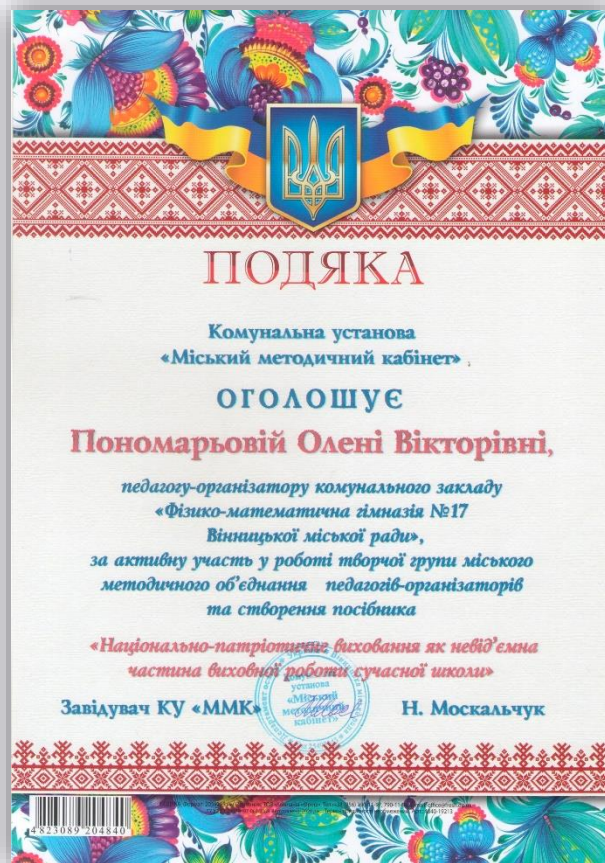 ПОДЯКА
Комунальна установа
«Міський методичний кабінет»
ОГОЛОШУЄ
Пономарьовій Олені Вікторівні,
педагогу-організатору комунального закладу
«Фізико-математична гімназія №17
Вінницької міської ради»,
за активну участь у роботі творчої групи міського
методичного об'єднання педагогів-організаторів
та створення посібника
«Національно-патріотичне виховання як невід'ємна
частина виховної роботи сучасної школи»
установа
«Міський
методичний
кабінет»
Завідувач КУ «ММК» Н. Москальчук
4823089204840